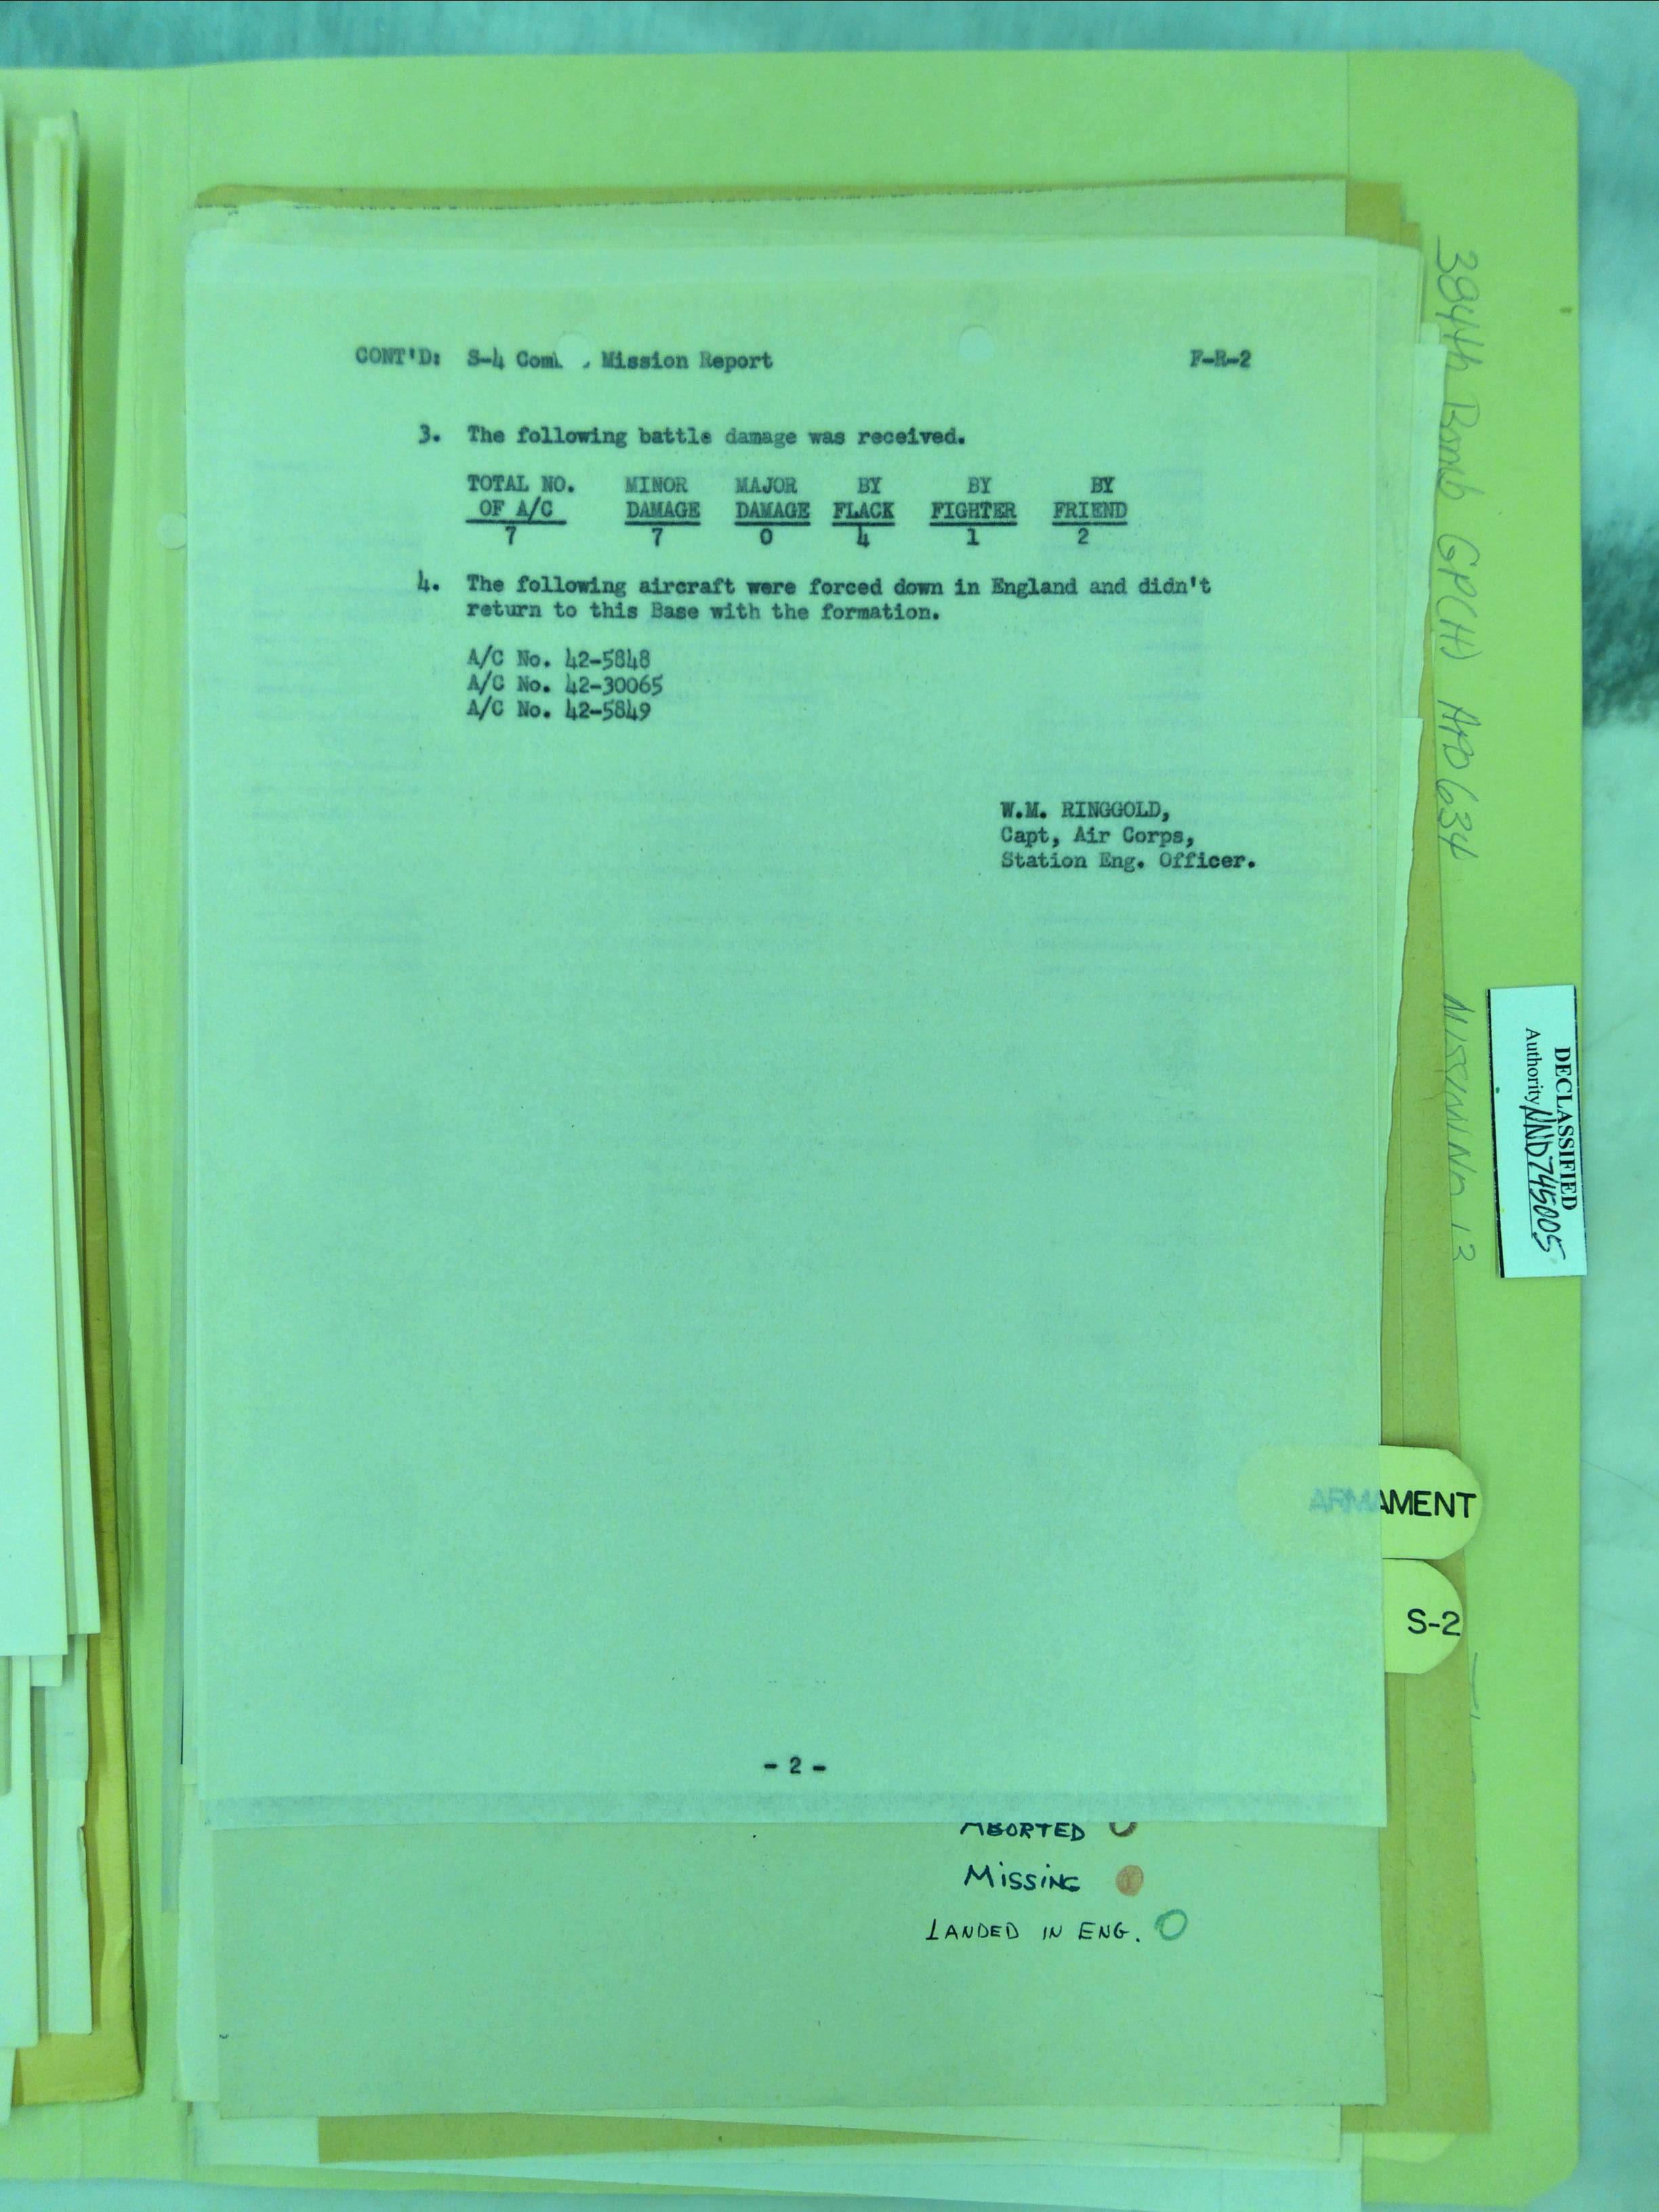 CONT'D: S-4 Com Mission Report F-R-2
3. The following battle damage was received.
TOTAL NO. MINOR MAJOR BY BY BY
OF A/C DAMAGE DAMAGE FLACK FIGHTER FRIEND
7 7 0 4 1 2
4. The following aircraft were forced down in England and didn't
return to this Base with the formation.
A/C No. 42-5848
A/C No. 42-30065
A/C No. 42-5849
W.M. RINGGOLD,
Capt, Air Corps,
Station Eng. Officer.
- 2 -
ABORTED
MISSING
LANDED IN ENG.
ARMAMENT
S-2
384th Bomb GP(H) APO 634
DECLASSIFIED
Authority NND745005